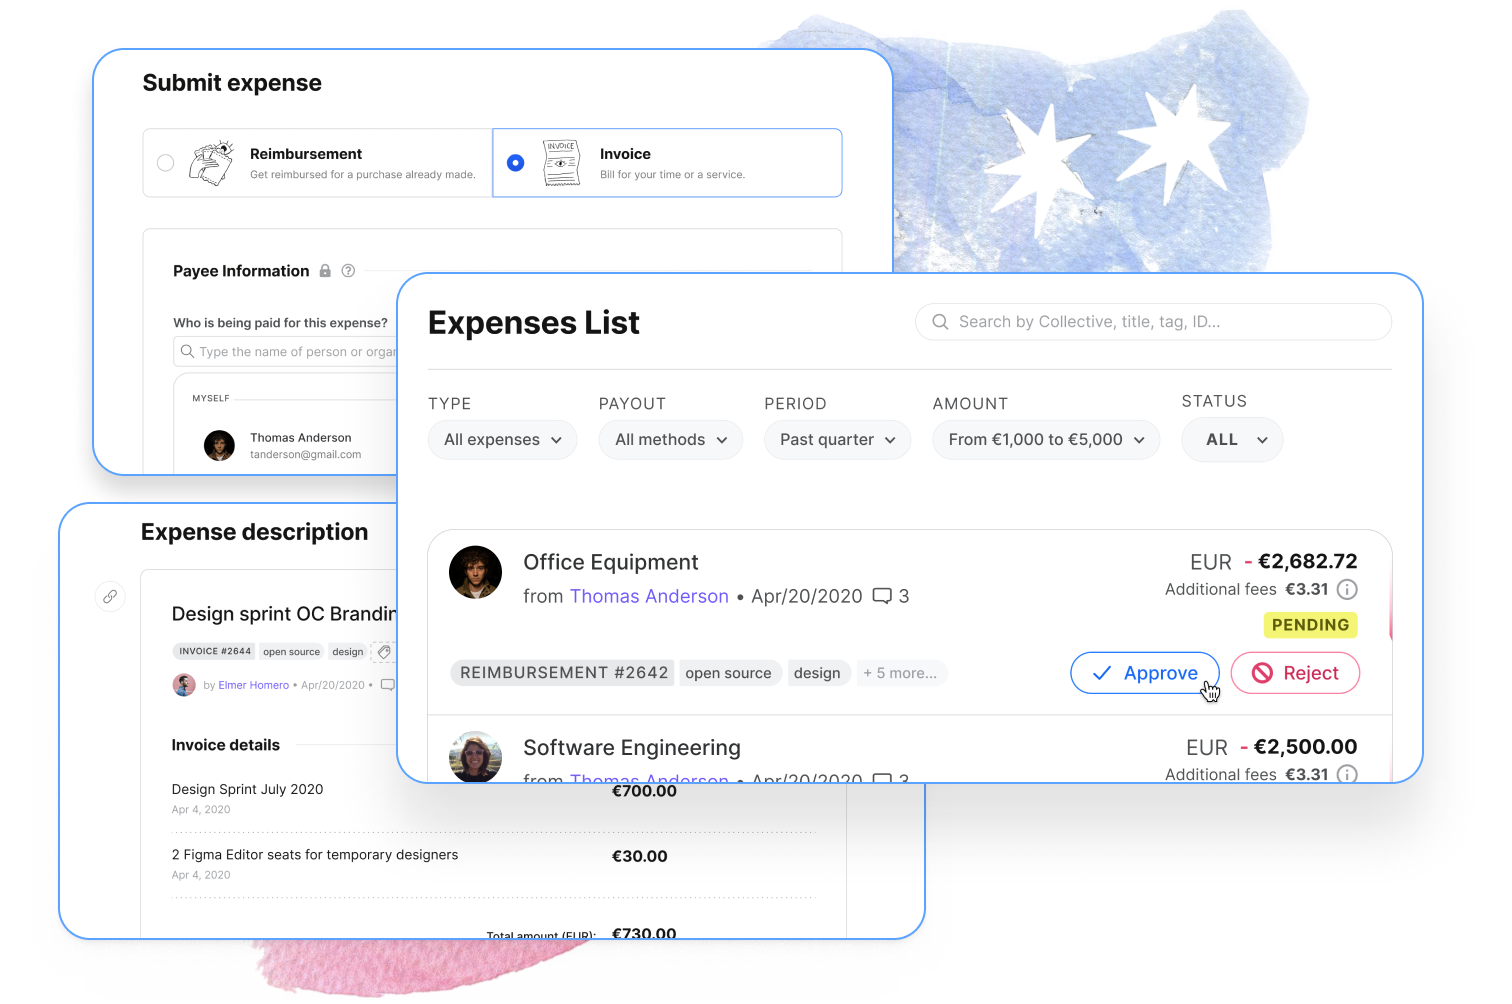 Submit expense
INVOICE
Reimbursement
Get reimbursed for a purchase already made.
Invoice
Bill for your time or a service.
Payee Information
?
Who is being paid for this expense?
Type the name of person or orgar
MYSELF
Thomas Anderson
tanderson@gmail.com
Expenses List
Search by Collective, title, tag, ID...
TYPE
PAYOUT
PERIOD
AMOUNT
STATUS
All expenses
All methods
Past quarter
From €1,000 to €5,000
ALL
Office Equipment
EUR - €2,682.72
from Thomas Anderson • Apr/20/2020 3
Additional fees €3.31
PENDING
REIMBURSEMENT #2642 open source design + 5 more...
Approve
Reject
Software Engineering
EUR - €2,500.00
from Thomas Anderson • Apr/20/2020 3
Additional fees €3.31
Expense description
Design sprint OC Brandin
INVOICE #2644 open source design
by Elmer Homero • Apr/20/2020 •
Invoice details
Design Sprint July 2020
€700.00
Apr 4, 2020
2 Figma Editor seats for temporary designers
€30.00
Apr 4, 2020
Total amount (EUR): €730.00